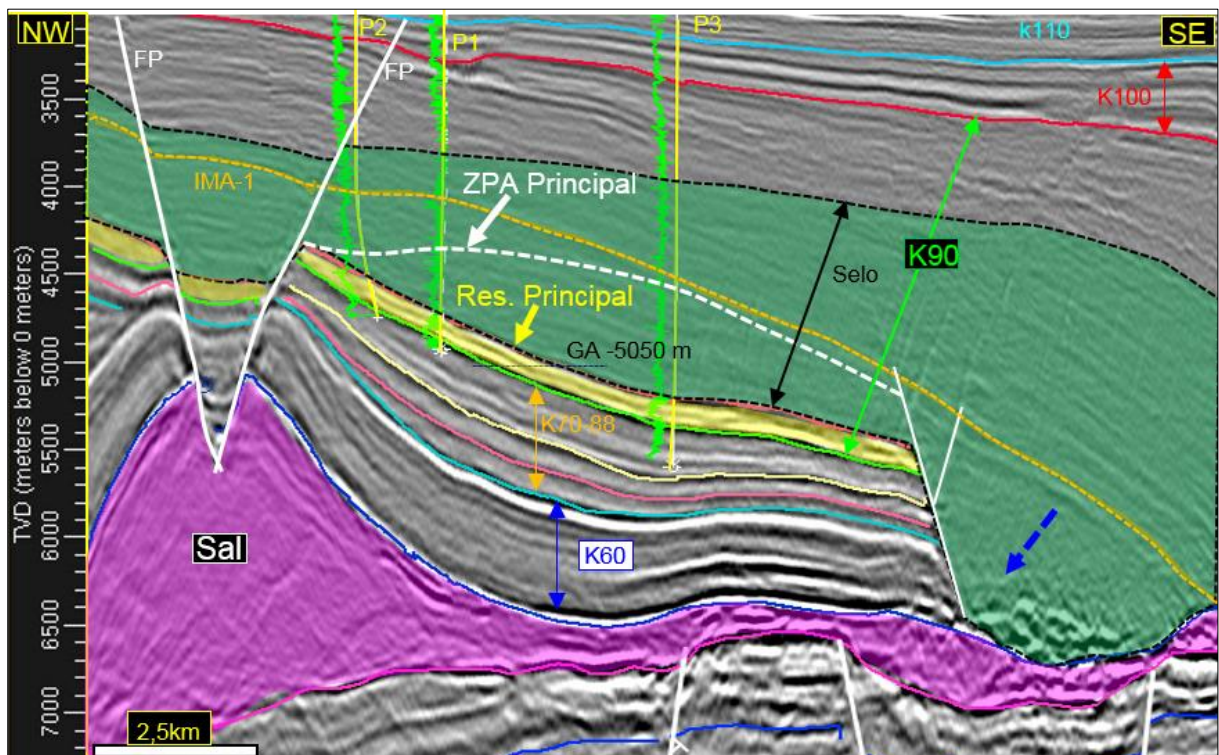 NW
FP
P2
FP
P1
P3
k110
SE
K100
3500
4000
4500
5000
5500
6000
6500
7000
TVD (meters below 0 meters)
IMA-1
ZPA Principal
Selo
K90
Res. Principal
GA -5050 m
K70-88
Sal
K60
2,5km